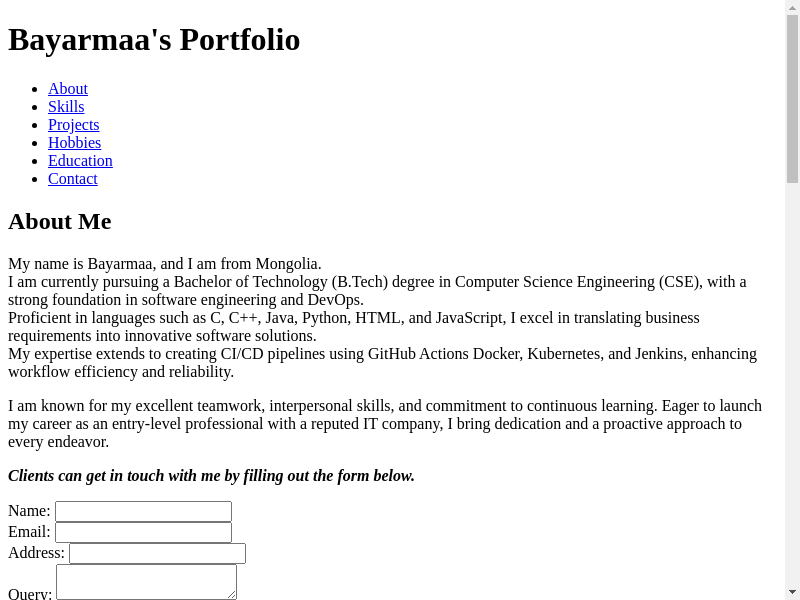 Bayarmaa's Portfolio
About
Skills
Projects
Hobbies
Education
Contact
About Me
My name is Bayarmaa, and I am from Mongolia.
I am currently pursuing a Bachelor of Technology (B.Tech) degree in Computer Science Engineering (CSE), with a
strong foundation in software engineering and DevOps.
Proficient in languages such as C, C++, Java, Python, HTML, and JavaScript, I excel in translating business
requirements into innovative software solutions.
My expertise extends to creating CI/CD pipelines using GitHub Actions Docker, Kubernetes, and Jenkins, enhancing
workflow efficiency and reliability.
I am known for my excellent teamwork, interpersonal skills, and commitment to continuous learning. Eager to launch
my career as an entry-level professional with a reputed IT company, I bring dedication and a proactive approach to
every endeavor.
Clients can get in touch with me by filling out the form below.
Name:
Email:
Address:
Query: